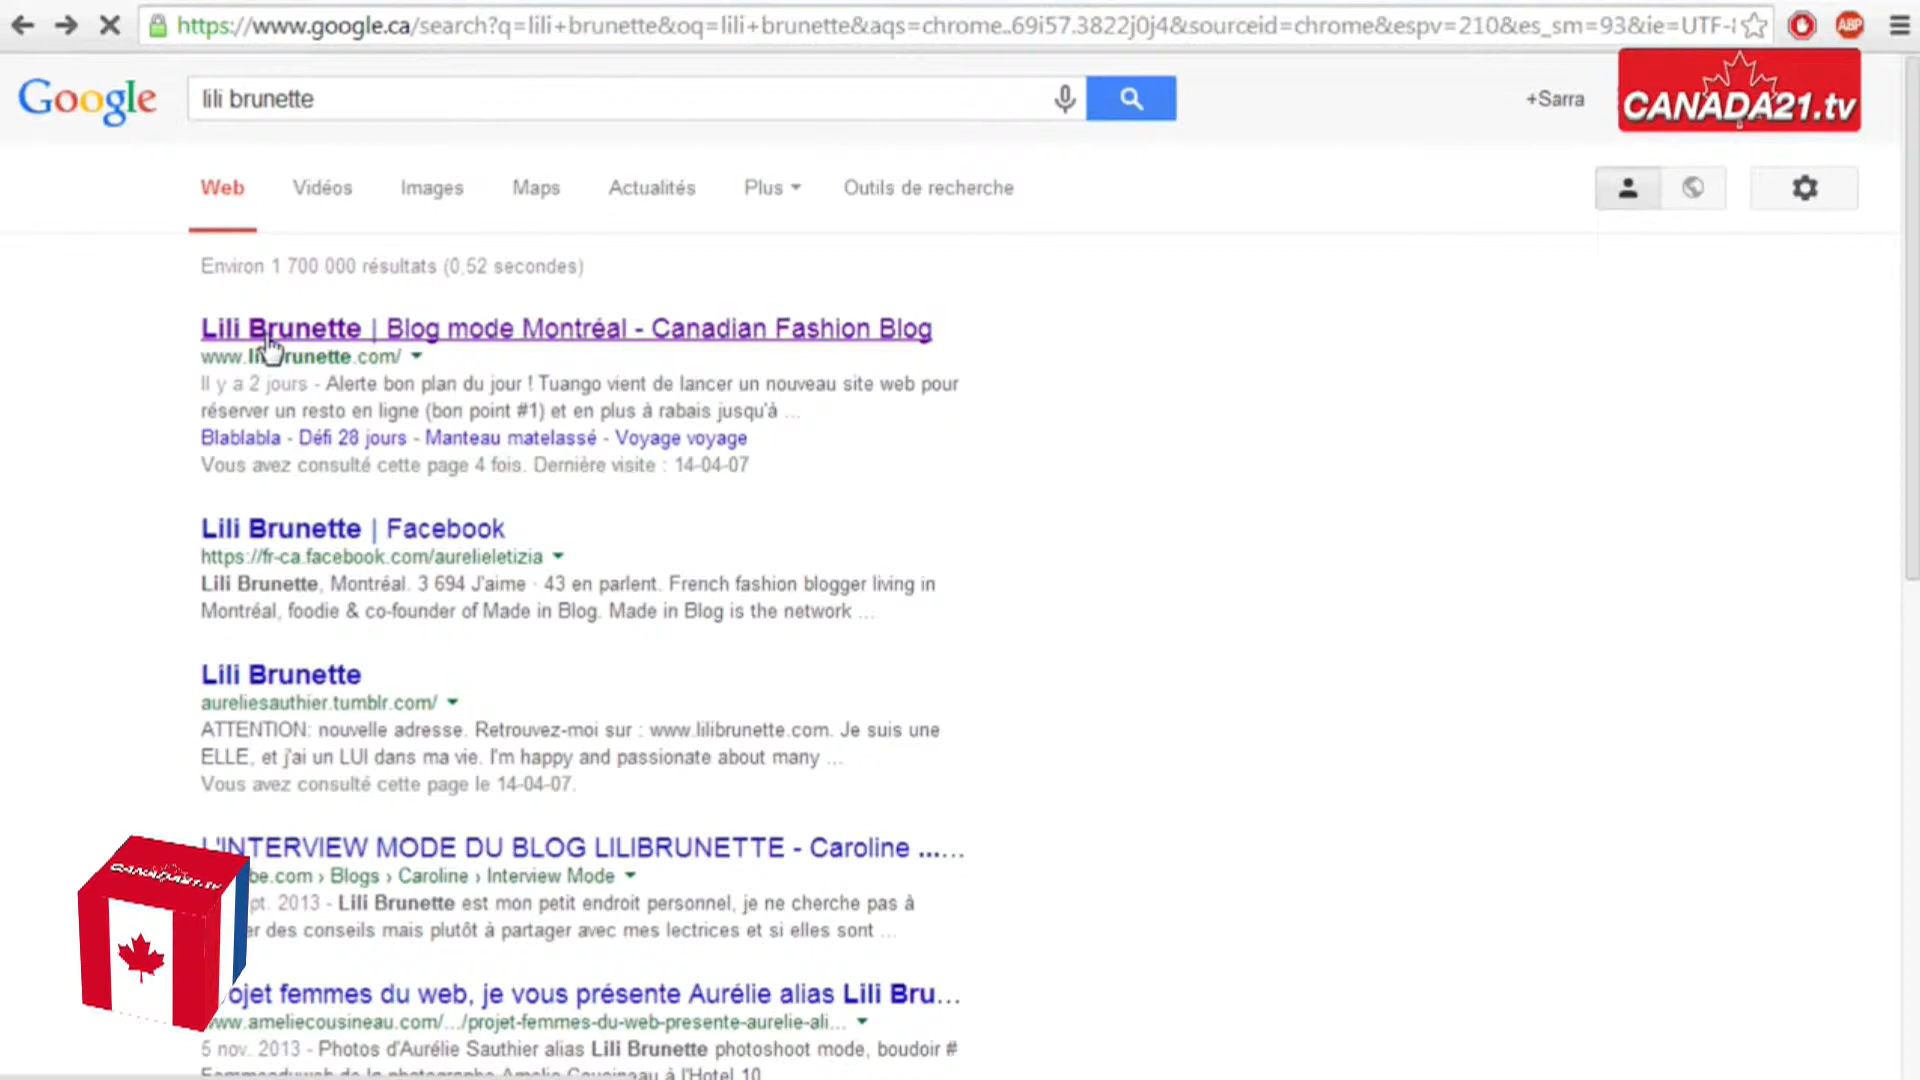 https://www.google.ca/search?q=lili+brunette&oq=lili+brunette&aqs=chrome..69i57.3822j0j4&sourceid=chrome&espv=210&es_sm=93&ie=UTF-
ABP
Google
lili brunette
+Sarra
CANADA21.tv
Web Vidéos Images Maps Actualités Plus Outils de recherche
Environ 1 700 000 résultats (0,52 secondes)
Lili Brunette | Blog mode Montréal - Canadian Fashion Blog
www.lilibrunette.com/
Il y a 2 jours - Alerte bon plan du jour ! Tuango vient de lancer un nouveau site web pour
réserver un resto en ligne (bon point #1) et en plus à rabais jusqu'à ...
Blablabla - Défi 28 jours - Manteau matelassé - Voyage voyage
Vous avez consulté cette page 4 fois. Dernière visite : 14-04-07
Lili Brunette | Facebook
https://fr-ca.facebook.com/aurelieletizia
Lili Brunette, Montréal. 3 694 J'aime · 43 en parlent. French fashion blogger living in
Montréal, foodie & co-founder of Made in Blog. Made in Blog is the network ...
Lili Brunette
aureliesauthier.tumblr.com/
ATTENTION: nouvelle adresse. Retrouvez-moi sur : www.lilibrunette.com. Je suis une
ELLE, et j'ai un LUI dans ma vie. I'm happy and passionate about many ...
Vous avez consulté cette page le 14-04-07.
L'INTERVIEW MODE DU BLOG LILIBRUNETTE - Caroline ......
be.com › Blogs › Caroline › Interview Mode
pt. 2013 - Lili Brunette est mon petit endroit personnel, je ne cherche pas à
er des conseils mais plutôt à partager avec mes lectrices et si elles sont ...
CANADA21.tv
ojet femmes du web, je vous présente Aurélie alias Lili Bru...
www.ameliecousineau.com/.../projet-femmes-du-web-presente-aurelie-ali...
5 nov. 2013 - Photos d'Aurélie Sauthier alias Lili Brunette photoshoot mode, boudoir #
Femmesduweb de la photographe Amelie Cousineau à l'Hotel 10